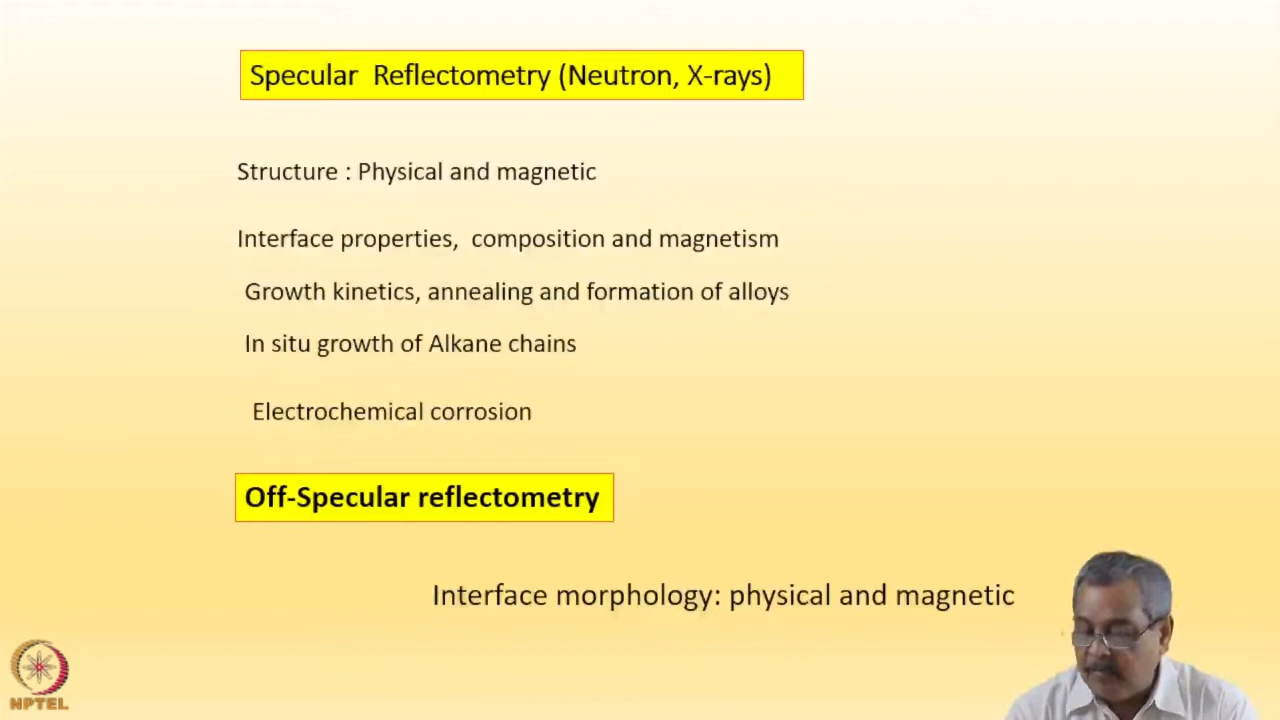 Specular Reflectometry (Neutron, X-rays)
Structure : Physical and magnetic
Interface properties, composition and magnetism
Growth kinetics, annealing and formation of alloys
In situ growth of Alkane chains
Electrochemical corrosion
Off-Specular reflectometry
Interface morphology: physical and magnetic
NPTEL